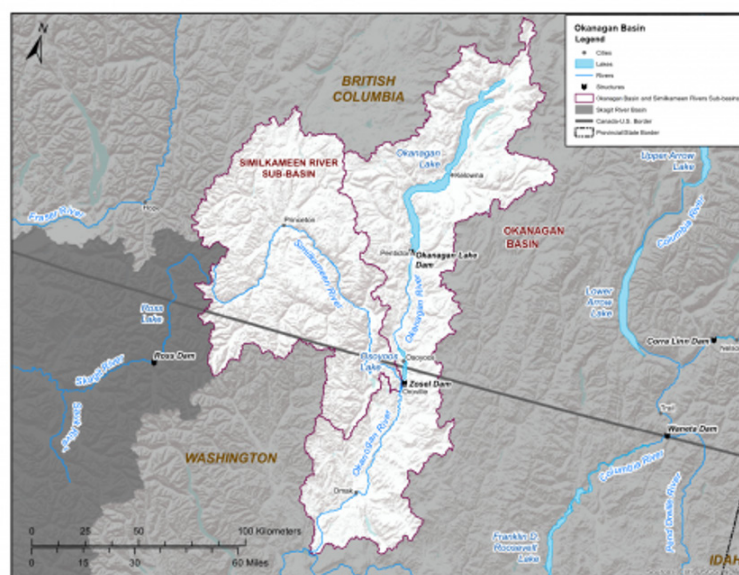 Okanagan Basin
Legend
Cities
Lakes
Rivers
Structures
Okanagan Basin and Similkameen Rivers Sub-basins
Skagit River Basin
Canada-U.S. Border
Provincial/State Border
N
BRITISH
COLUMBIA
SIMILKAMEEN RIVER
SUB-BASIN
Okanagan
Lake
Kelowna
Upper Arrow
Lake
Fraser River
Hope
Princeton
Columbia River
OKANAGAN
BASIN
Penticton
Okanagan Lake
Dam
Similkameen River
Okanagan River
Ross
Lake
Lower
Arrow
Lake
Corra Linn Dam
Nelson
Ross Dam
Skagit River
Osoyoos
Lake
Osoyoos
Zosel Dam
Oroville
Trail
Waneta Dam
Okanogan River
WASHINGTON
Columbia River
Omak
Pend Oreille River
Franklin D
Roosevelt
Lake
IDAH
0 25 50 100 Kilometers
0 15 30 60 Miles